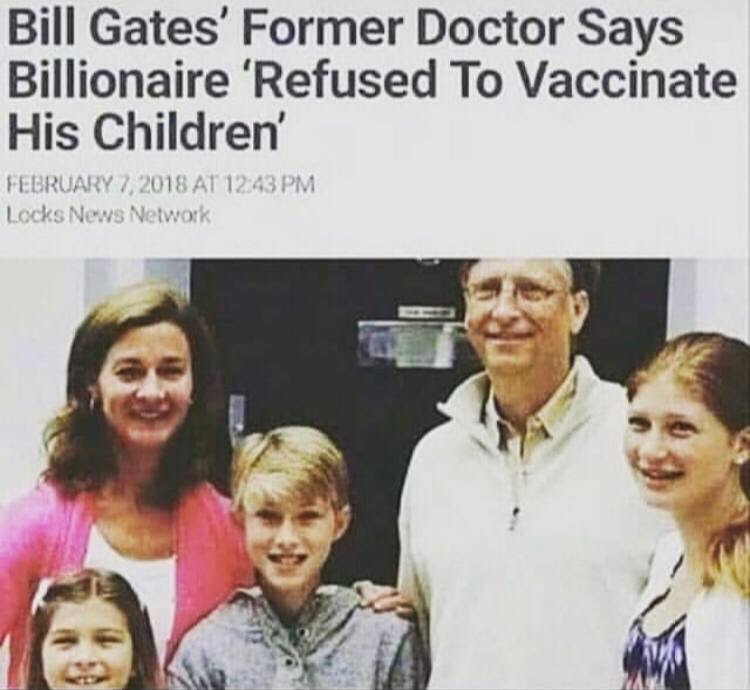 Bill Gates’ Former Doctor Says
Billionaire ‘Refused To Vaccinate
His Children’
FEBRUARY 7, 2018 AT 12:43 PM
Locks News Network